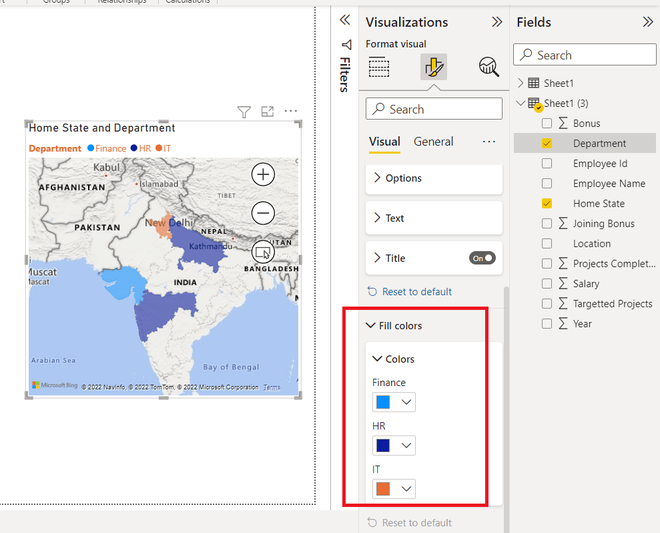 Groups
Relationships
Calculations
Home State and Department
Department Finance HR IT
Kabul
Islamabad
AFGHANISTAN
TIBET
New Delhi
PAKISTAN
NEPAL
Kathmandu
BHUTAN
Muscat
Mascat
INDIA
BANGLADESH
Arabian Sea
Bay of Bengal
Microsoft Bing
© 2022 NavInfo, © 2022 TomTom, © 2022 Microsoft Corporation Terms
Filters
Visualizations
Format visual
Search
Visual General
Options
Text
Title On
Reset to default
Fill colors
Colors
Finance
HR
IT
Reset to default
Fields
Search
Sheet1
Sheet1 (3)
Bonus
Department
Employee Id
Employee Name
Home State
Joining Bonus
Location
Projects Complet...
Salary
Targetted Projects
Year